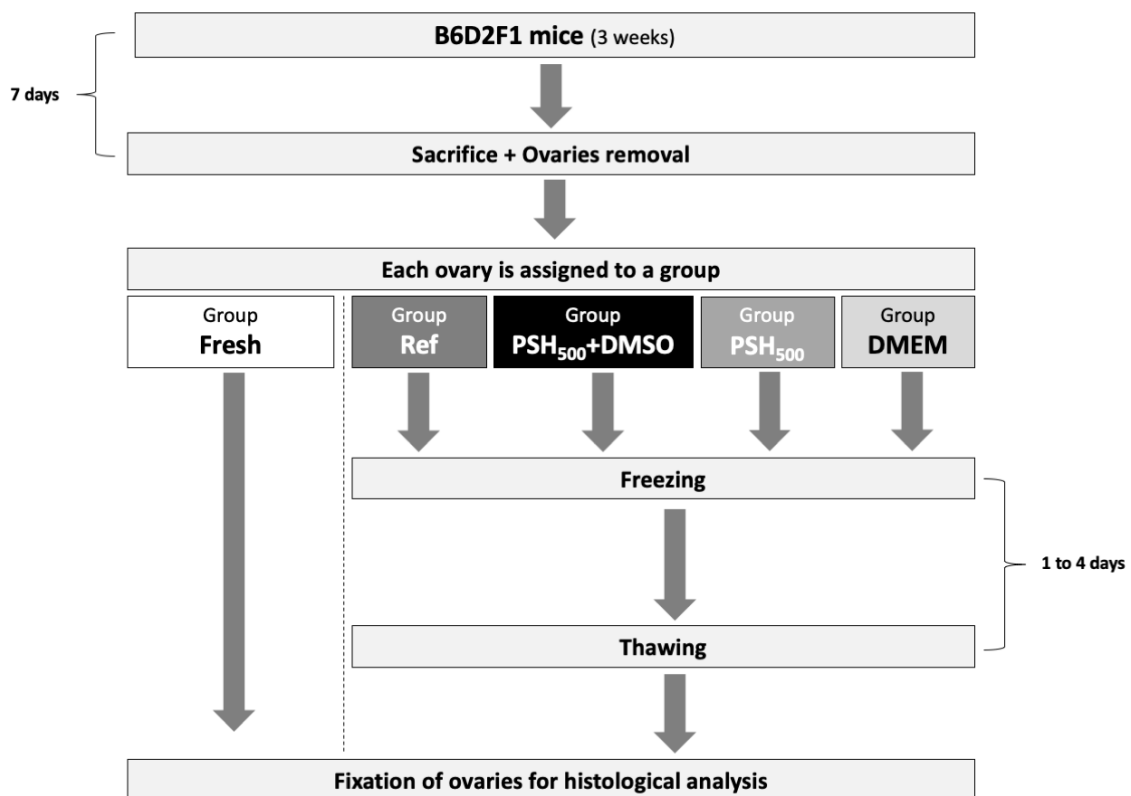 B6D2F1 mice (3 weeks)
7 days
Sacrifice + Ovaries removal
Each ovary is assigned to a group
Group
Fresh
Group
Ref
Group
PSH500+DMSO
Group
PSH500
Group
DMEM
Freezing
1 to 4 days
Thawing
Fixation of ovaries for histological analysis